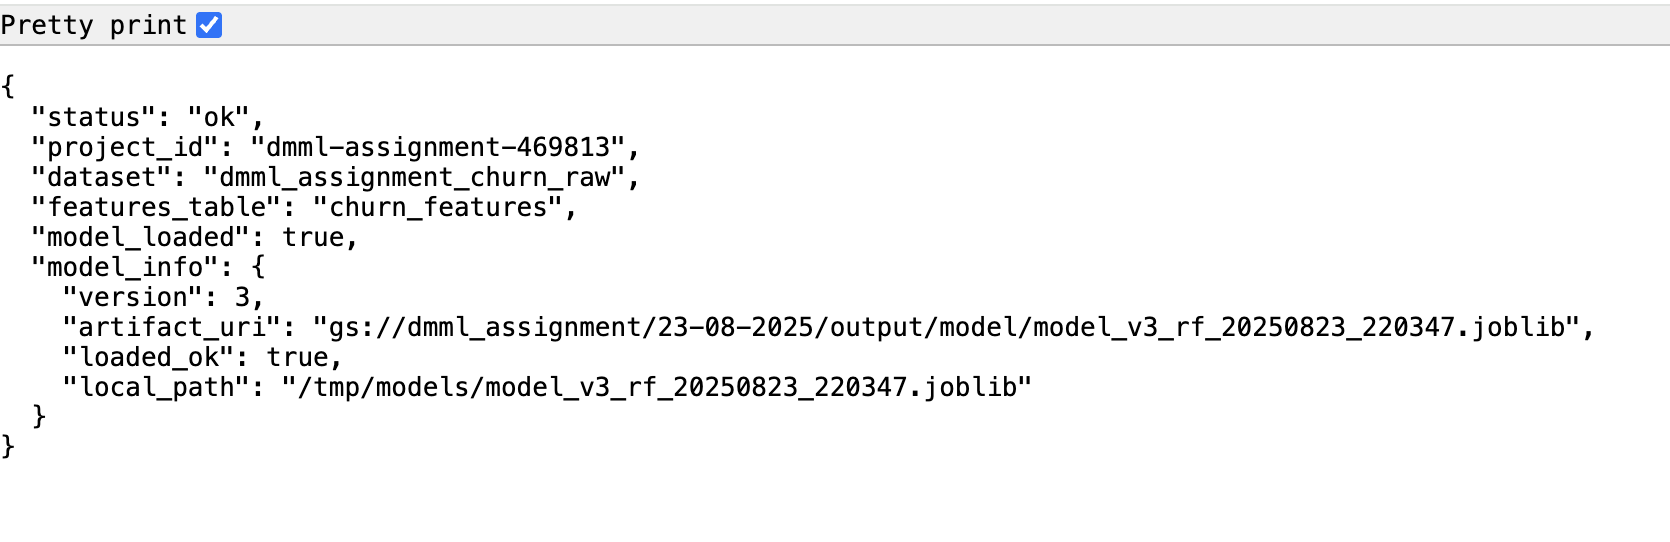 Pretty print
{
  "status": "ok",
  "project_id": "dmml-assignment-469813",
  "dataset": "dmml_assignment_churn_raw",
  "features_table": "churn_features",
  "model_loaded": true,
  "model_info": {
    "version": 3,
    "artifact_uri": "gs://dmml_assignment/23-08-2025/output/model/model_v3_rf_20250823_220347.joblib",
    "loaded_ok": true,
    "local_path": "/tmp/models/model_v3_rf_20250823_220347.joblib"
  }
}